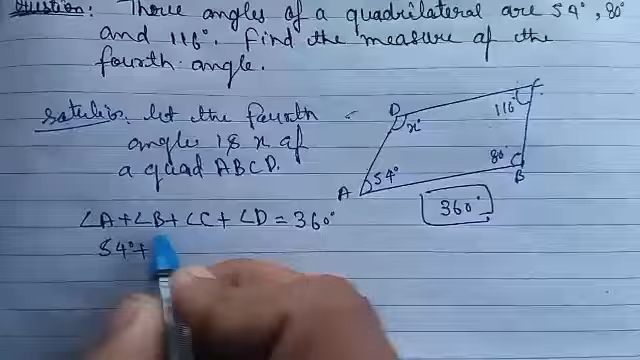 Question: Three angles of a quadrilateral are 54°, 80°
and 116°. Find the measure of the
fourth angle.
Solution: let the fourth
angles is x of
a quad ABCD.
D
x°
C
116°
A
54°
80°
B
360°
∠A+∠B+∠C+∠D=360°
54°+